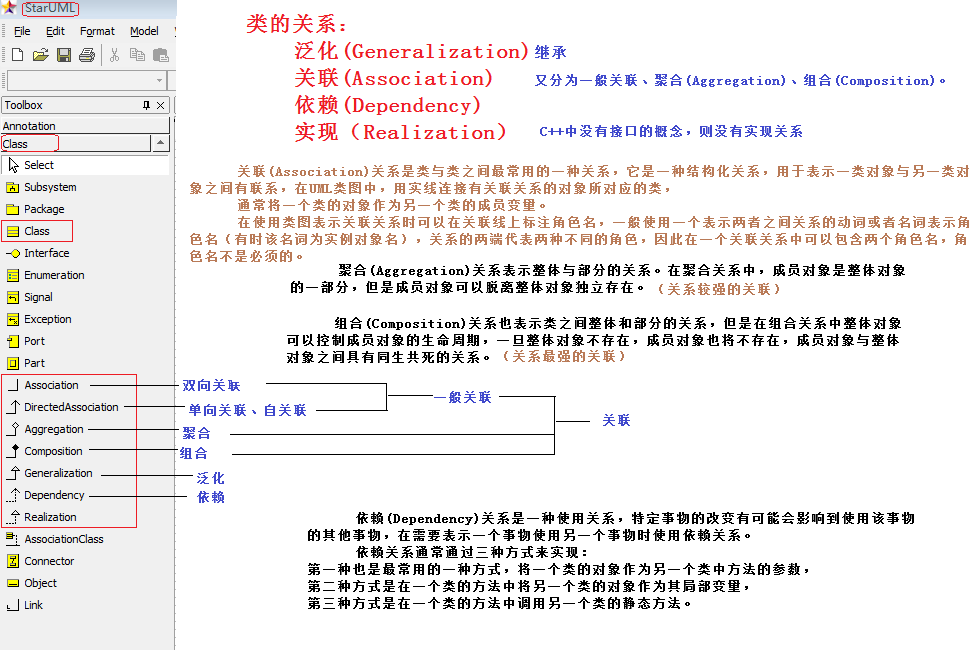 StarUML
File Edit Format Model
Toolbox
Annotation
Class
Select
Subsystem
Package
Class
Interface
Enumeration
Signal
Exception
Port
Part
Association
DirectedAssociation
Aggregation
Composition
Generalization
Dependency
Realization
AssociationClass
Connector
Object
Link
类的关系：
泛化(Generalization)继承
关联(Association) 又分为一般关联、聚合(Aggregation)、组合(Composition)。
依赖(Dependency)
实现（Realization） C++中没有接口的概念，则没有实现关系
关联(Association)关系是类与类之间最常用的一种关系，它是一种结构化关系，用于表示一类对象与另一类对
象之间有联系，在UML类图中，用实线连接有关联关系的对象所对应的类，
通常将一个类的对象作为另一个类的成员变量。
在使用类图表示关联关系时可以在关联线上标注角色名，一般使用一个表示两者之间关系的动词或者名词表示角
色名（有时该名词为实例对象名），关系的两端代表两种不同的角色，因此在一个关联关系中可以包含两个角色名，角
色名不是必须的。
聚合(Aggregation)关系表示整体与部分的关系。在聚合关系中，成员对象是整体对象
的一部分，但是成员对象可以脱离整体对象独立存在。（关系较强的关联）
组合(Composition)关系也表示类之间整体和部分的关系，但是在组合关系中整体对象
可以控制成员对象的生命周期，一旦整体对象不存在，成员对象也将不存在，成员对象与整体
对象之间具有同生共死的关系。（关系最强的关联）
双向关联
单向关联、自关联
一般关联
关联
聚合
组合
泛化
依赖
依赖(Dependency)关系是一种使用关系，特定事物的改变有可能会影响到使用该事物
的其他事物，在需要表示一个事物使用另一个事物时使用依赖关系。
依赖关系通常通过三种方式来实现：
第一种也是最常用的一种方式，将一个类的对象作为另一个类中方法的参数，
第二种方式是在一个类的方法中将另一个类的对象作为其局部变量，
第三种方式是在一个类的方法中调用另一个类的静态方法。